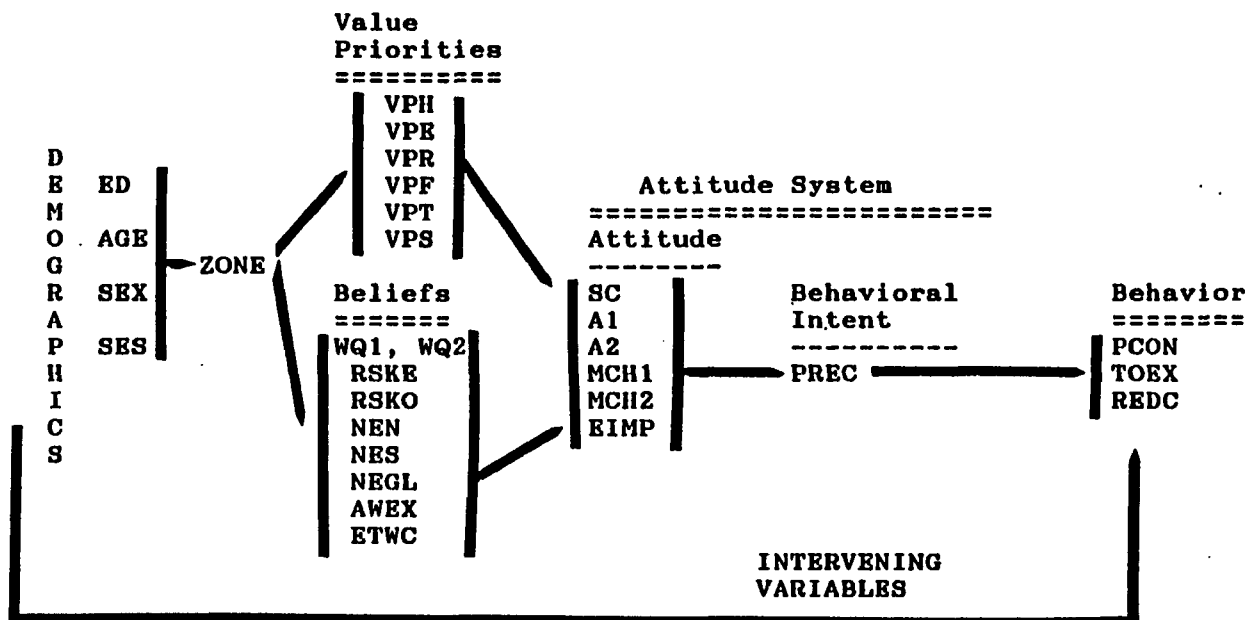 DEMOGRAPHICS
ED
AGE
SEX
SES
ZONE
Value
Priorities
==========
VPH
VPE
VPR
VPF
VPT
VPS
Beliefs
=======
WQ1, WQ2
RSKE
RSKO
NEN
NES
NEGL
AWEX
ETWC
Attitude System
========================
Attitude
--------
SC
A1
A2
MCH1
MCH2
EIMP
Behavioral
Intent
----------
PREC
Behavior
========
PCON
TOEX
REDC
INTERVENING
VARIABLES